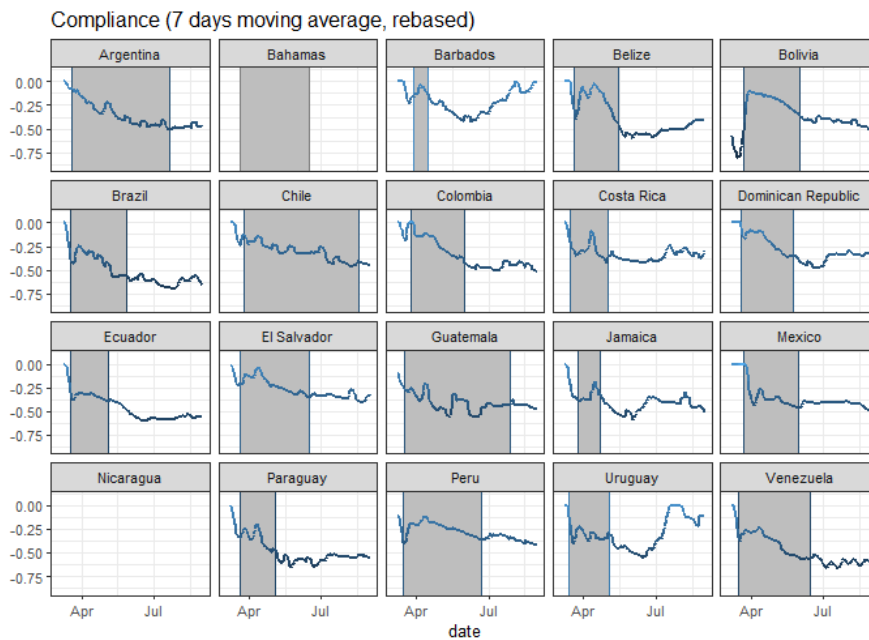 Compliance (7 days moving average, rebased)
Argentina Bahamas Barbados Belize Bolivia
0.00
-0.25
-0.50
-0.75
Brazil Chile Colombia Costa Rica Dominican Republic
0.00
-0.25
-0.50
-0.75
Ecuador El Salvador Guatemala Jamaica Mexico
0.00
-0.25
-0.50
-0.75
Nicaragua Paraguay Peru Uruguay Venezuela
0.00
-0.25
-0.50
-0.75
Apr Jul Apr Jul Apr Jul Apr Jul Apr Jul
date